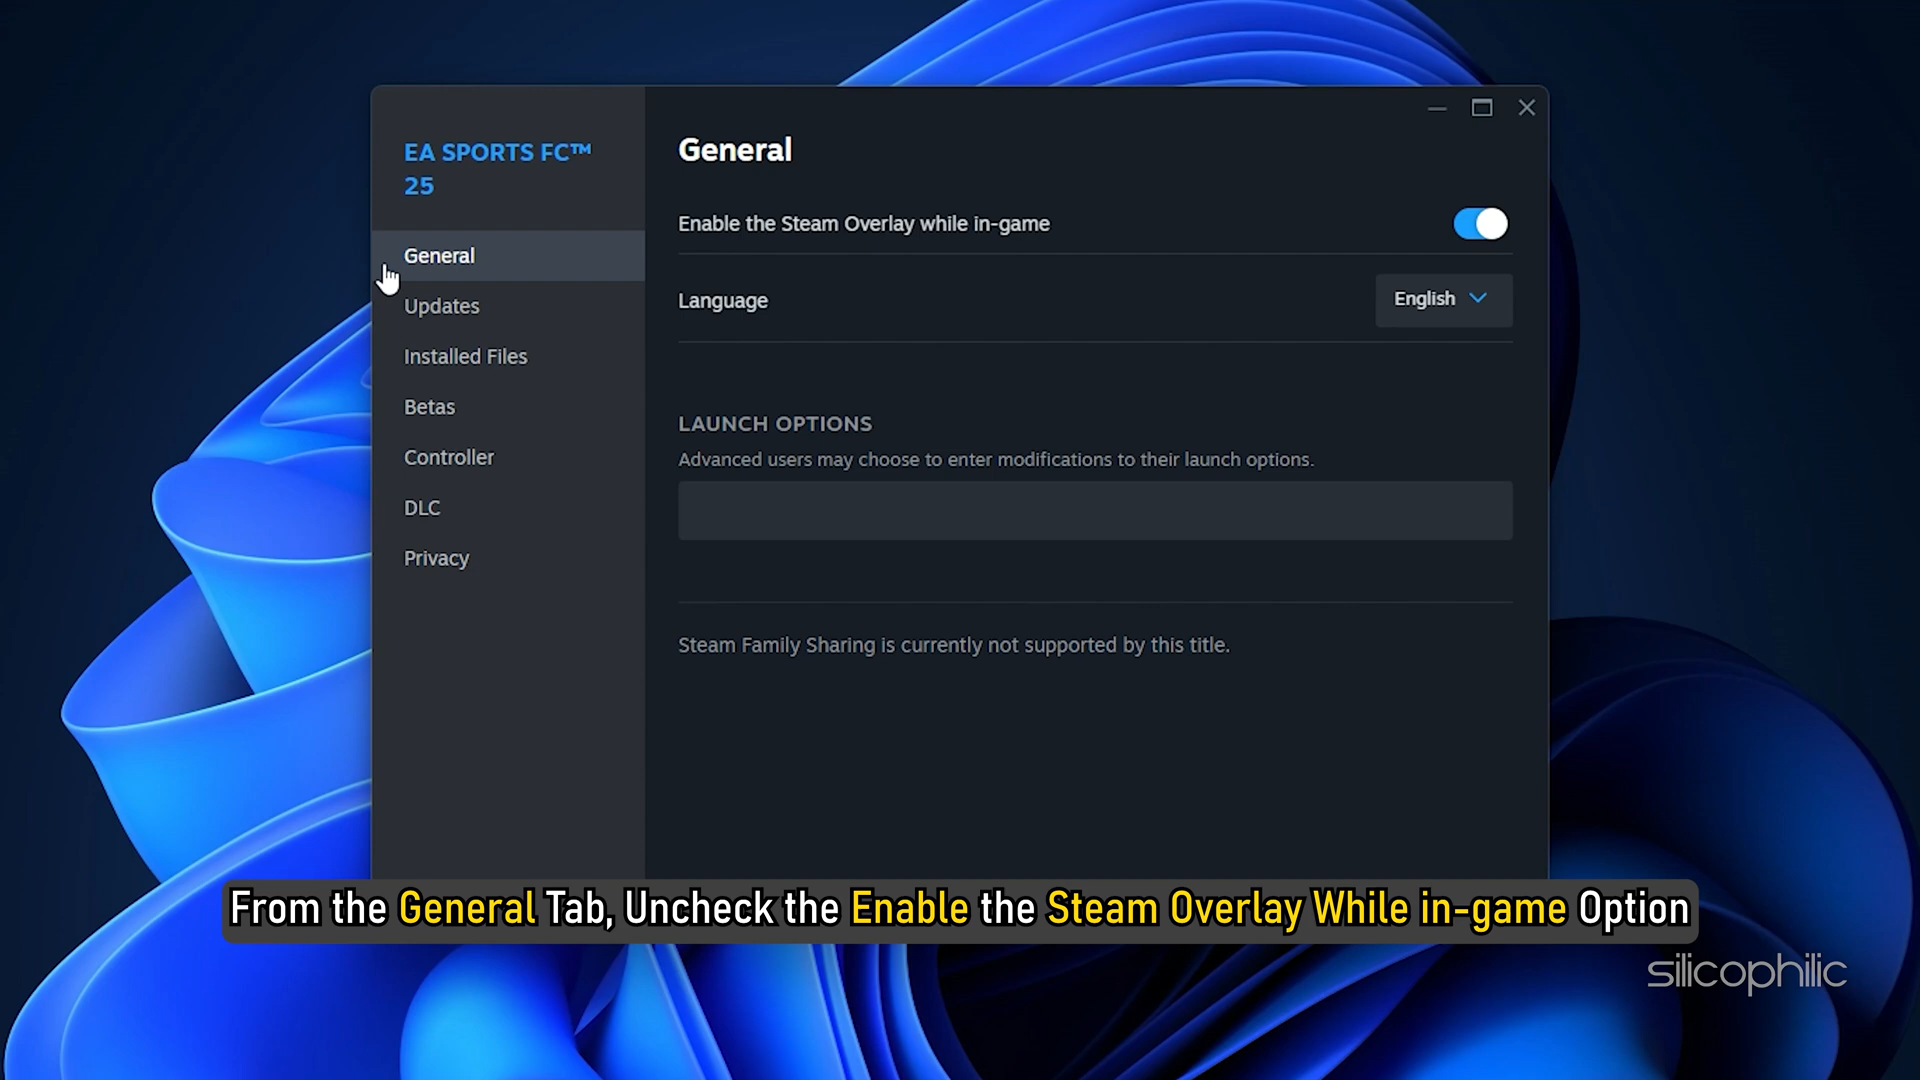 EA SPORTS FC™
25
General
Updates
Installed Files
Betas
Controller
DLC
Privacy
General
Enable the Steam Overlay while in-game
Language
English
LAUNCH OPTIONS
Advanced users may choose to enter modifications to their launch options.
Steam Family Sharing is currently not supported by this title.
From the General Tab, Uncheck the Enable the Steam Overlay While in-game Option
silicophilic